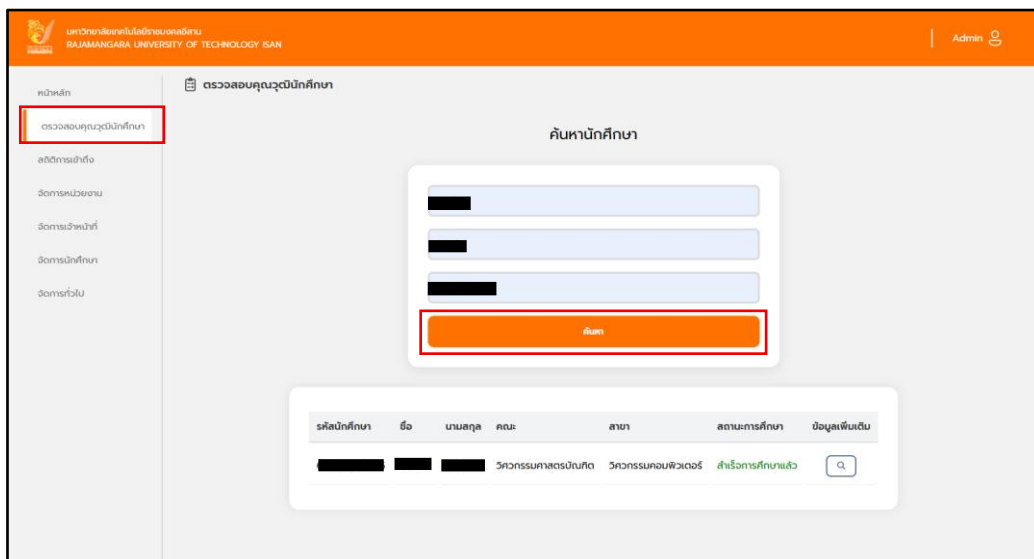 มหาวิทยาลัยเทคโนโลยีราชมงคลอีสาน
RAJAMANGARA UNIVERSITY OF TECHNOLOGY ISAN
Admin
หน้าหลัก
ตรวจสอบคุณวุฒินักศึกษา
สถิติการเข้าถึง
จัดการหน่วยงาน
จัดการเจ้าหน้าที่
จัดการนักศึกษา
จัดการทั่วไป
ตรวจสอบคุณวุฒินักศึกษา
ค้นหานักศึกษา
ค้นหา
รหัสนักศึกษา ชื่อ นามสกุล คณะ สาขา สถานะการศึกษา ข้อมูลเพิ่มเติม
วิศวกรรมศาสตรบัณฑิต วิศวกรรมคอมพิวเตอร์ สำเร็จการศึกษาแล้ว